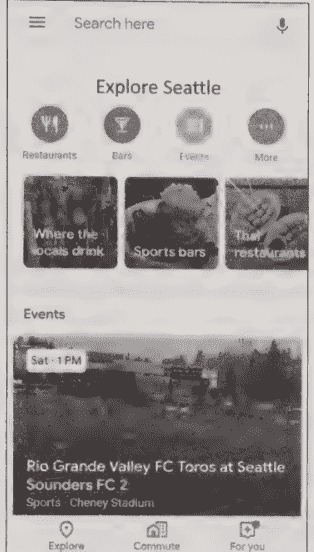 Search here
Explore Seattle
Restaurants
Bars
Events
More
Where the
locals drink
Sports bars
Thai
restaurants
Events
Sat · 1 PM
Rio Grande Valley FC Toros at Seattle
Sounders FC 2
Sports · Cheney Stadium
Explore
Commute
For you